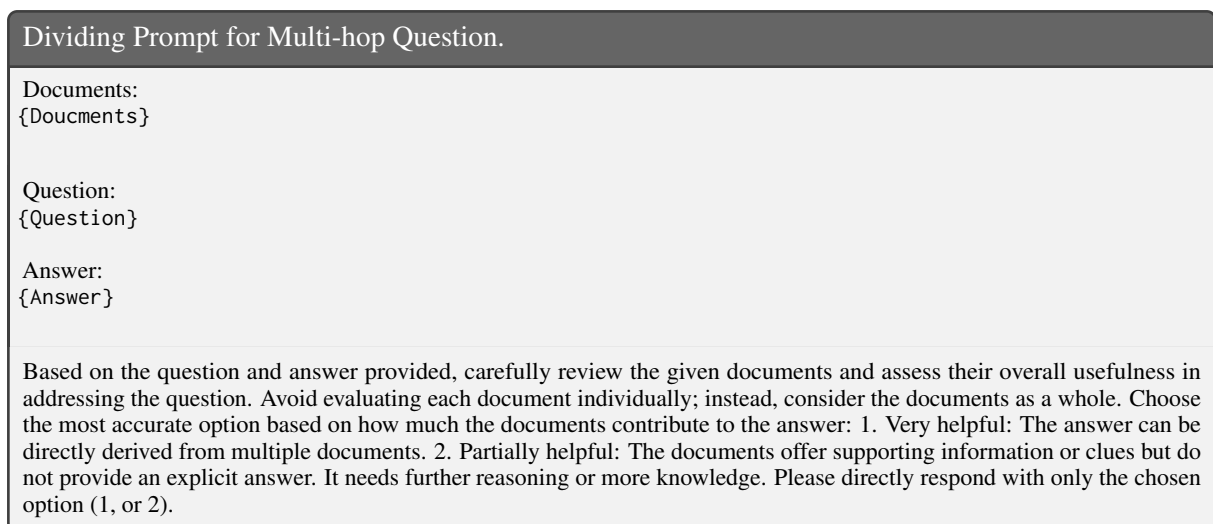 Dividing Prompt for Multi-hop Question.
Documents:
{Doucments}
Question:
{Question}
Answer:
{Answer}
Based on the question and answer provided, carefully review the given documents and assess their overall usefulness in
addressing the question. Avoid evaluating each document individually; instead, consider the documents as a whole. Choose
the most accurate option based on how much the documents contribute to the answer: 1. Very helpful: The answer can be
directly derived from multiple documents. 2. Partially helpful: The documents offer supporting information or clues but do
not provide an explicit answer. It needs further reasoning or more knowledge. Please directly respond with only the chosen
option (1, or 2).